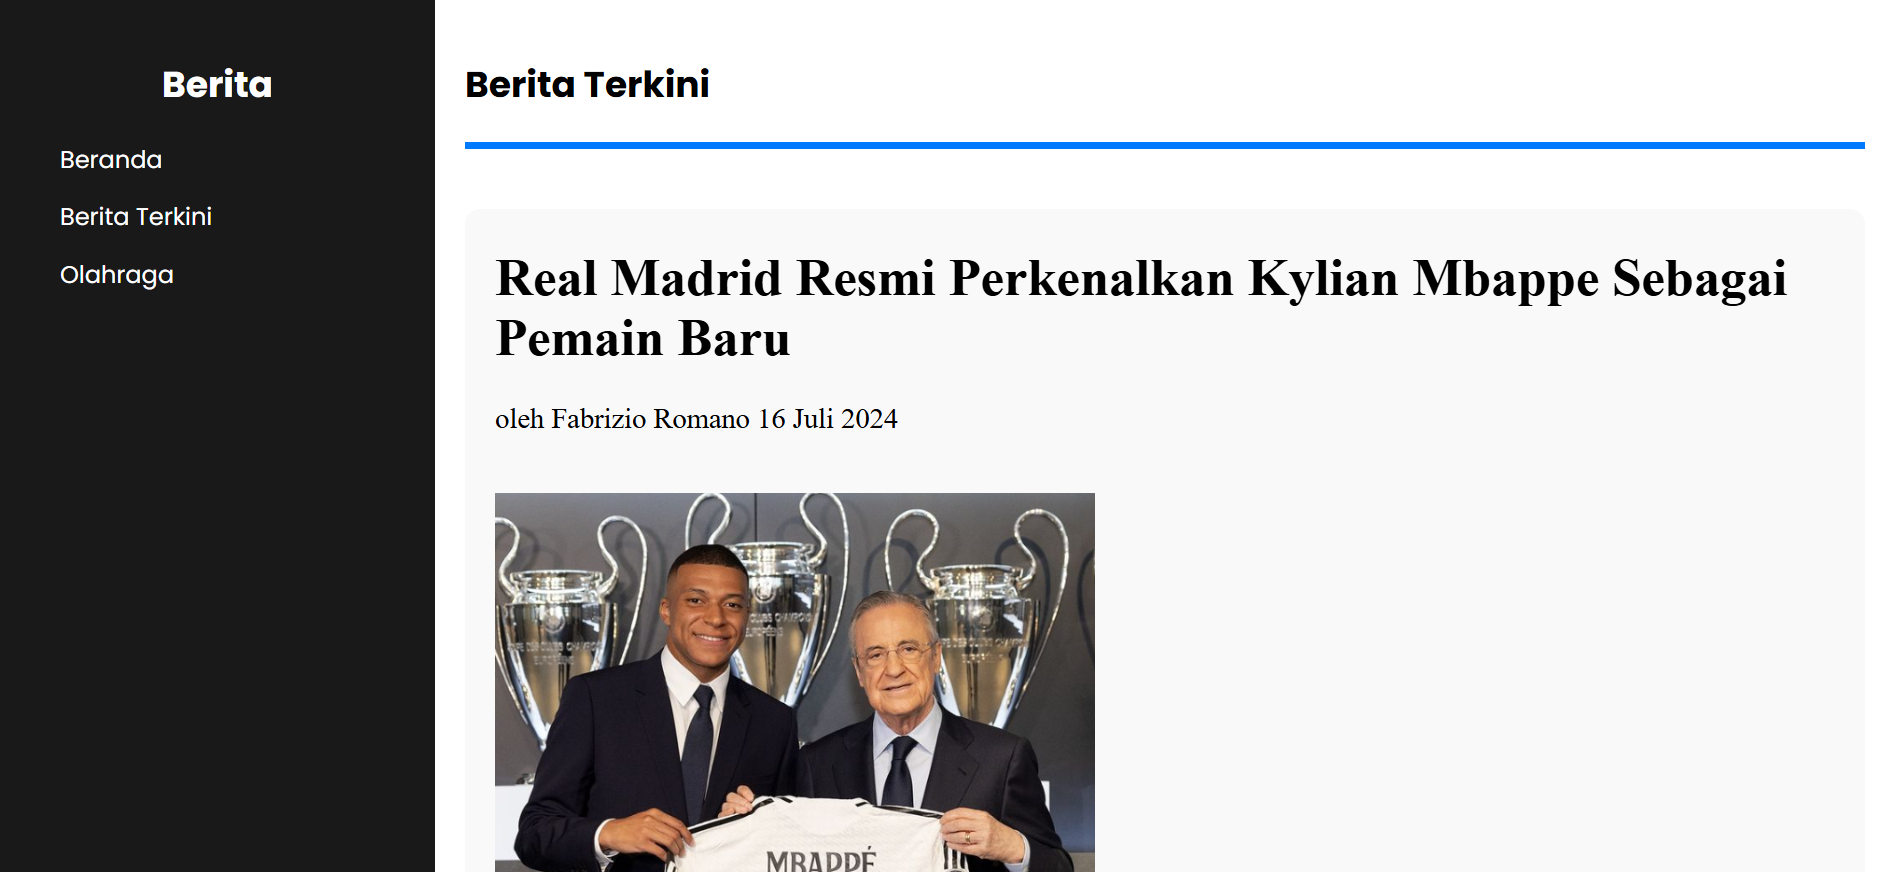 Berita
Beranda
Berita Terkini
Olahraga
Berita Terkini
Real Madrid Resmi Perkenalkan Kylian Mbappe Sebagai
Pemain Baru
oleh Fabrizio Romano 16 Juli 2024
MBAPPÉ